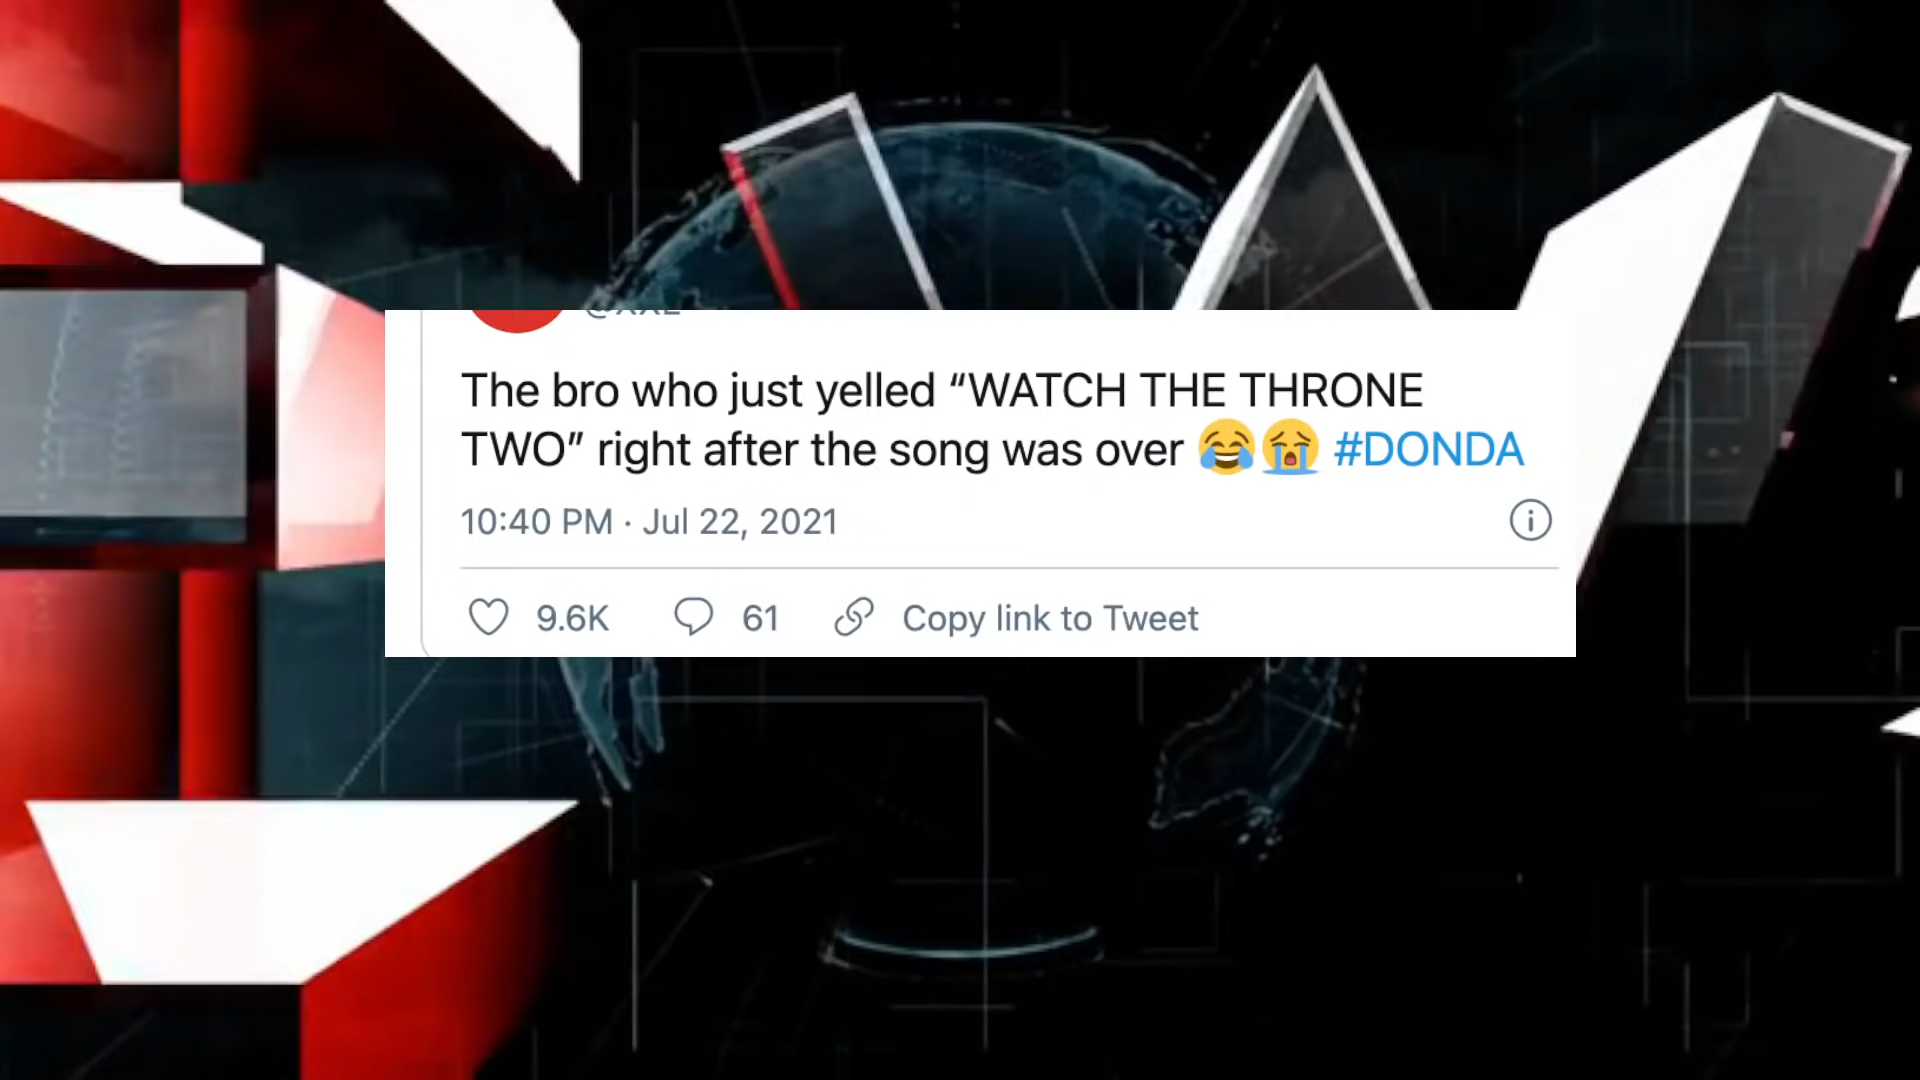 @XXL
The bro who just yelled “WATCH THE THRONE
TWO” right after the song was over 😂😭 #DONDA
10:40 PM · Jul 22, 2021
9.6K 61 Copy link to Tweet